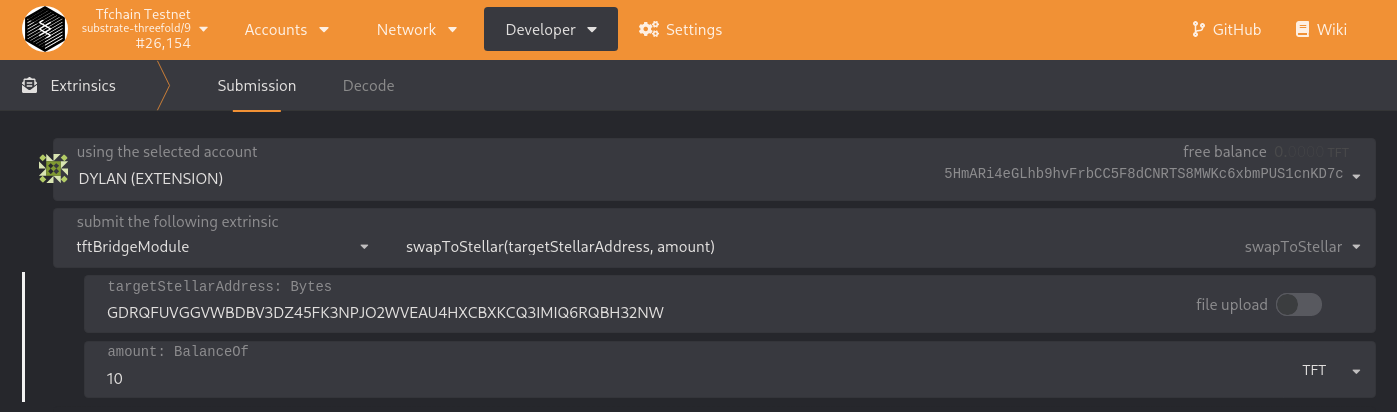 Tfchain Testnet
substrate-threefold/9
#26,154
Accounts
Network
Developer
Settings
GitHub
Wiki
Extrinsics
Submission
Decode
using the selected account
free balance 0.0000 TFT
DYLAN (EXTENSION)
5HmARi4eGLhb9hvFrbCC5F8dCNRTS8MWKc6xbmPUS1cnKD7c
submit the following extrinsic
tftBridgeModule
swapToStellar(targetStellarAddress, amount)
swapToStellar
targetStellarAddress: Bytes
GDRQFUVGGVWBDBV3DZ45FK3NPJO2WVEAU4HXCBXKCQ3IMIQ6RQBH32NW
file upload
amount: BalanceOf
10
TFT